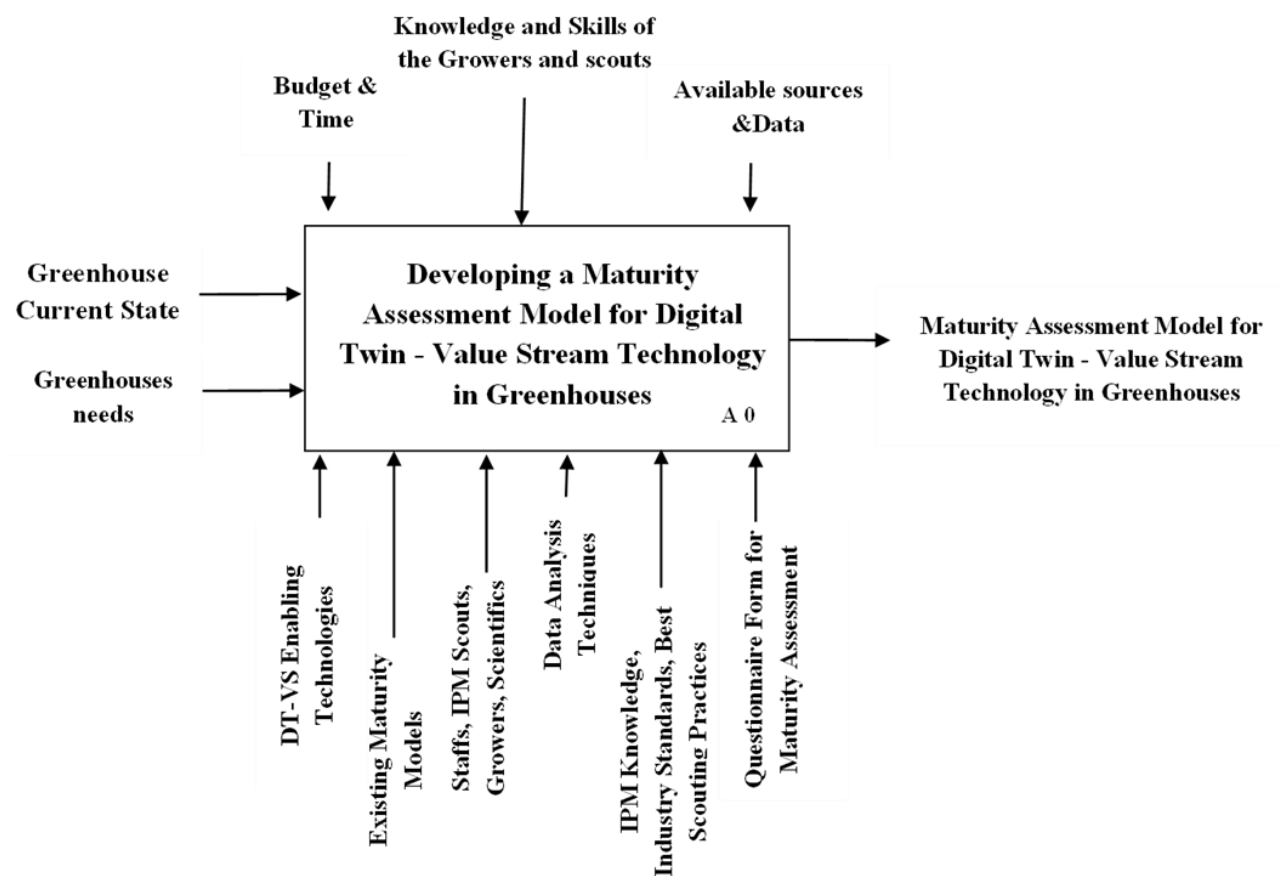 Knowledge and Skills of
the Growers and scouts
Budget &
Time
Available sources
&Data
Greenhouse
Current State
Greenhouses
needs
Developing a Maturity
Assessment Model for Digital
Twin - Value Stream Technology
in Greenhouses
A 0
Maturity Assessment Model for
Digital Twin - Value Stream
Technology in Greenhouses
DT-VS Enabling
Technologies
Existing Maturity
Models
Staffs, IPM Scouts,
Growers, Scientifics
Data Analysis
Techniques
IPM Knowledge,
Industry Standards, Best
Scouting Practices
Questionnaire Form for
Maturity Assessment